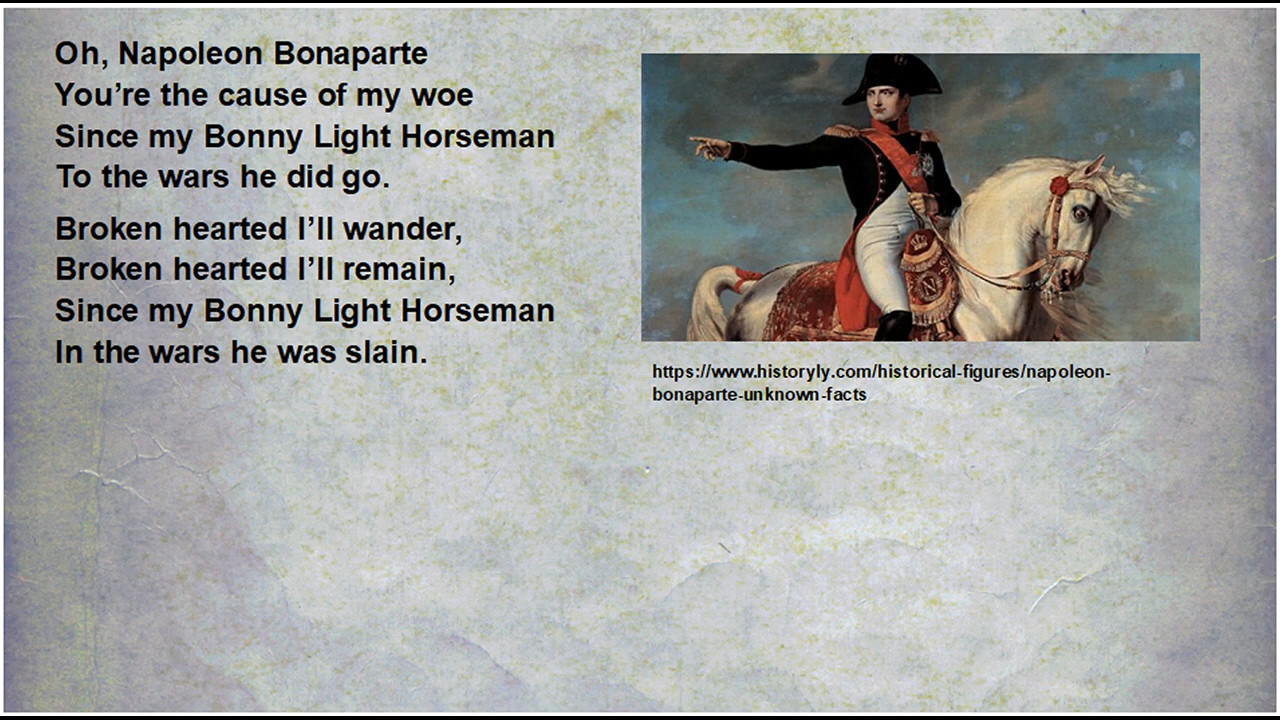 Oh, Napoleon Bonaparte
You’re the cause of my woe
Since my Bonny Light Horseman
To the wars he did go.
Broken hearted I’ll wander,
Broken hearted I’ll remain,
Since my Bonny Light Horseman
In the wars he was slain.
N
https://www.historyly.com/historical-figures/napoleon-
bonaparte-unknown-facts